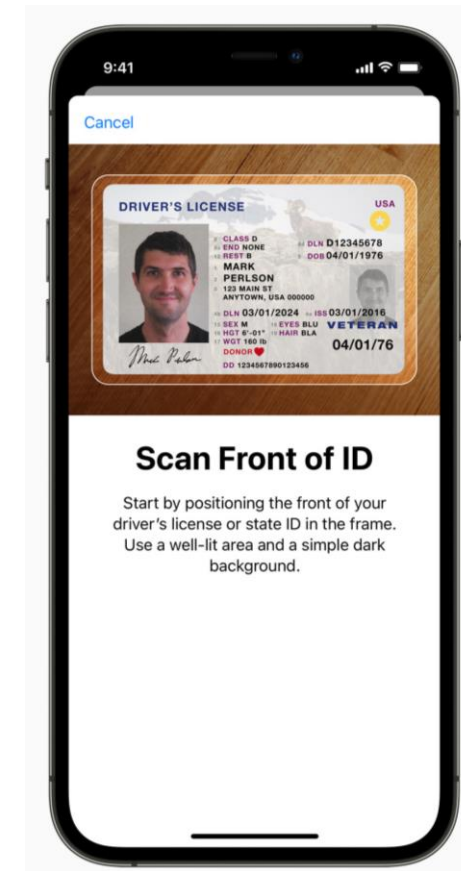 9:41
Cancel
DRIVER'S LICENSE
USA
CLASS D
END NONE
REST B
DLN D12345678
DOB 04/01/1976
MARK
PERLSON
123 MAIN ST
ANYTOWN, USA 000000
DLN 03/01/2024 ISS 03/01/2016
SEX M EYES BLU VETERAN
HGT 6'-01" HAIR BLA
WGT 160 lb
DONOR
04/01/76
DD 1234567890123456
Scan Front of ID
Start by positioning the front of your
driver's license or state ID in the frame.
Use a well-lit area and a simple dark
background.